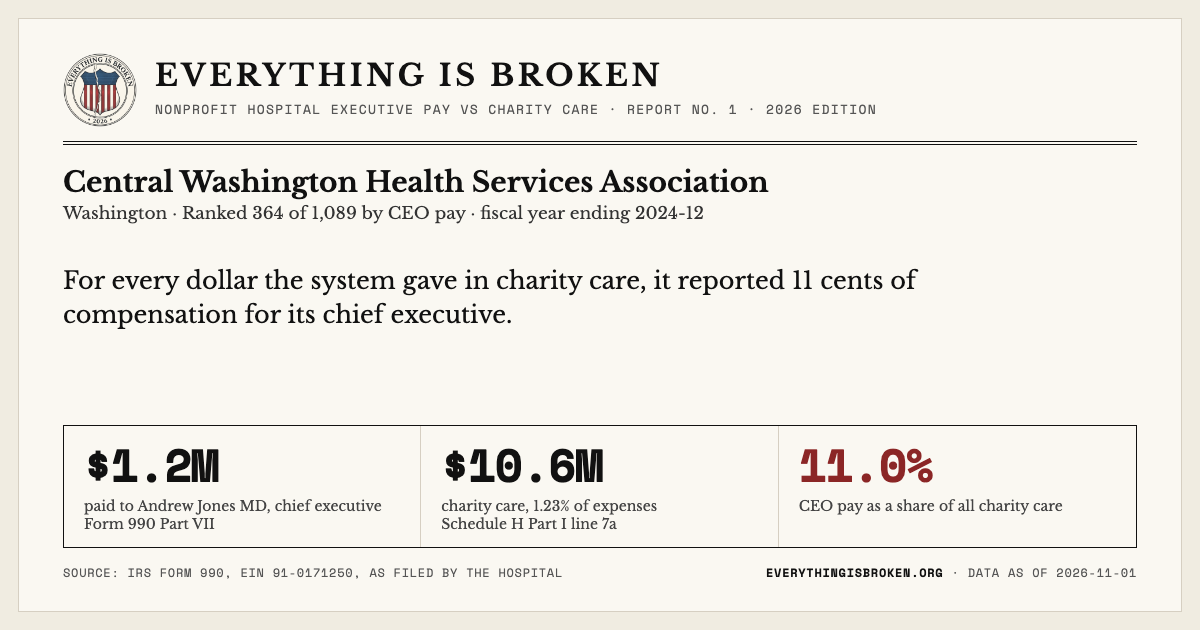 EVERYTHING IS BROKEN
2026
EVERYTHING IS BROKEN
NONPROFIT HOSPITAL EXECUTIVE PAY VS CHARITY CARE · REPORT NO. 1 · 2026 EDITION
Central Washington Health Services Association
Washington · Ranked 364 of 1,089 by CEO pay · fiscal year ending 2024-12
For every dollar the system gave in charity care, it reported 11 cents of
compensation for its chief executive.
$1.2M
paid to Andrew Jones MD, chief executive
Form 990 Part VII
$10.6M
charity care, 1.23% of expenses
Schedule H Part I line 7a
11.0%
CEO pay as a share of all charity care
SOURCE: IRS FORM 990, EIN 91-0171250, AS FILED BY THE HOSPITAL
EVERYTHINGISBROKEN.ORG · DATA AS OF 2026-11-01